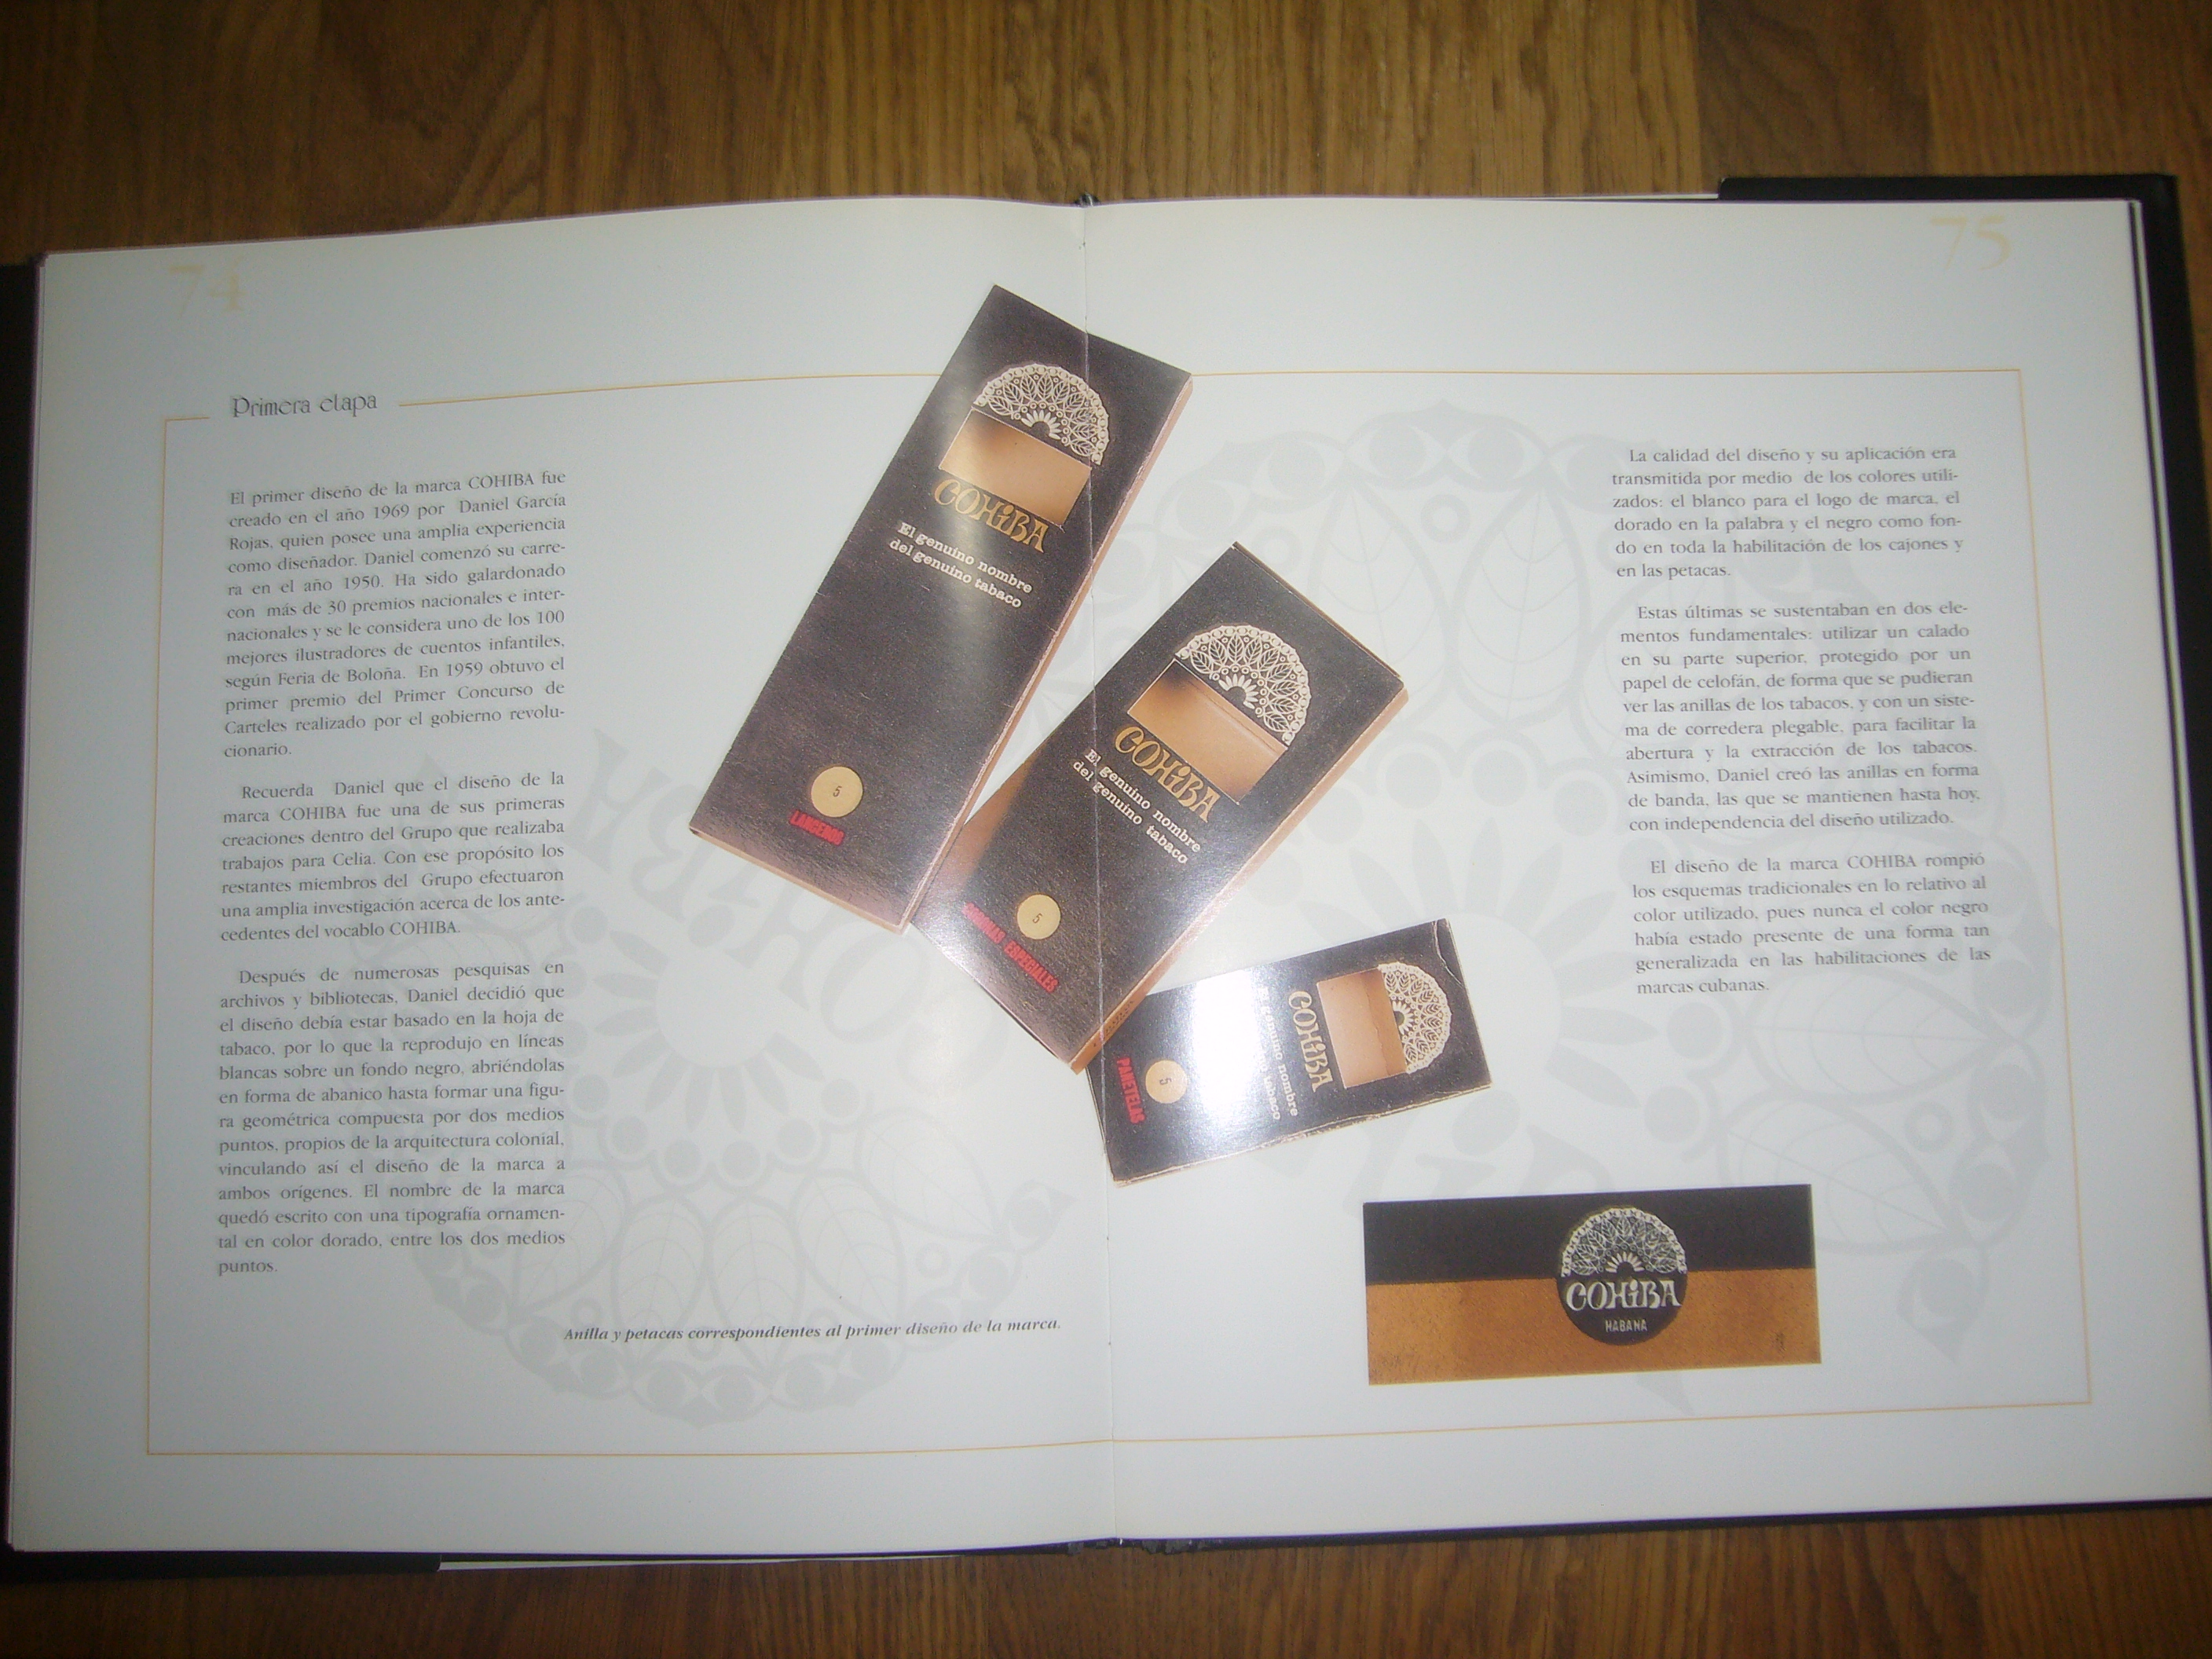 74
75
Primera etapa
El primer diseño de la marca COHIBA fue
creado en el año 1969 por Daniel García
Rojas, quien posee una amplia experiencia
como diseñador. Daniel comenzó su carre-
ra en el año 1950. Ha sido galardonado
con más de 30 premios nacionales e inter-
nacionales y se le considera uno de los 100
mejores ilustradores de cuentos infantiles,
según Feria de Boloña. En 1959 obtuvo el
primer premio del Primer Concurso de
Carteles realizado por el gobierno revolu-
cionario.
Recuerda Daniel que el diseño de la
marca COHIBA fue una de sus primeras
creaciones dentro del Grupo que realizaba
trabajos para Celia. Con ese propósito los
restantes miembros del Grupo efectuaron
una amplia investigación acerca de los ante-
cedentes del vocablo COHIBA.
Después de numerosas pesquisas en
archivos y bibliotecas, Daniel decidió que
el diseño debía estar basado en la hoja de
tabaco, por lo que la reprodujo en líneas
blancas sobre un fondo negro, abriéndolas
en forma de abanico hasta formar una figu-
ra geométrica compuesta por dos medios
puntos, propios de la arquitectura colonial,
vinculando así el diseño de la marca a
ambos orígenes. El nombre de la marca
quedó escrito con una tipografía ornamen-
tal en color dorado, entre los dos medios
puntos.
Anilla y petacas correspondientes al primer diseño de la marca.
COHIBA
El genuino nombre
del genuino tabaco
5
LANCEROS
COHIBA
El genuino nombre
del genuino tabaco
5
CORONAS ESPECIALES
COHIBA
El genuino nombre
tabaco
5
PANETELAS
La calidad del diseño y su aplicación era
transmitida por medio de los colores utili-
zados: el blanco para el logo de marca, el
dorado en la palabra y el negro como fon-
do en toda la habilitación de los cajones y
en las petacas.
Estas últimas se sustentaban en dos ele-
mentos fundamentales: utilizar un calado
en su parte superior, protegido por un
papel de celofán, de forma que se pudieran
ver las anillas de los tabacos, y con un siste-
ma de corredera plegable, para facilitar la
abertura y la extracción de los tabacos.
Asimismo, Daniel creó las anillas en forma
de banda, las que se mantienen hasta hoy,
con independencia del diseño utilizado.
El diseño de la marca COHIBA rompió
los esquemas tradicionales en lo relativo al
color utilizado, pues nunca el color negro
había estado presente de una forma tan
generalizada en las habilitaciones de las
marcas cubanas.
COHIBA
HABANA